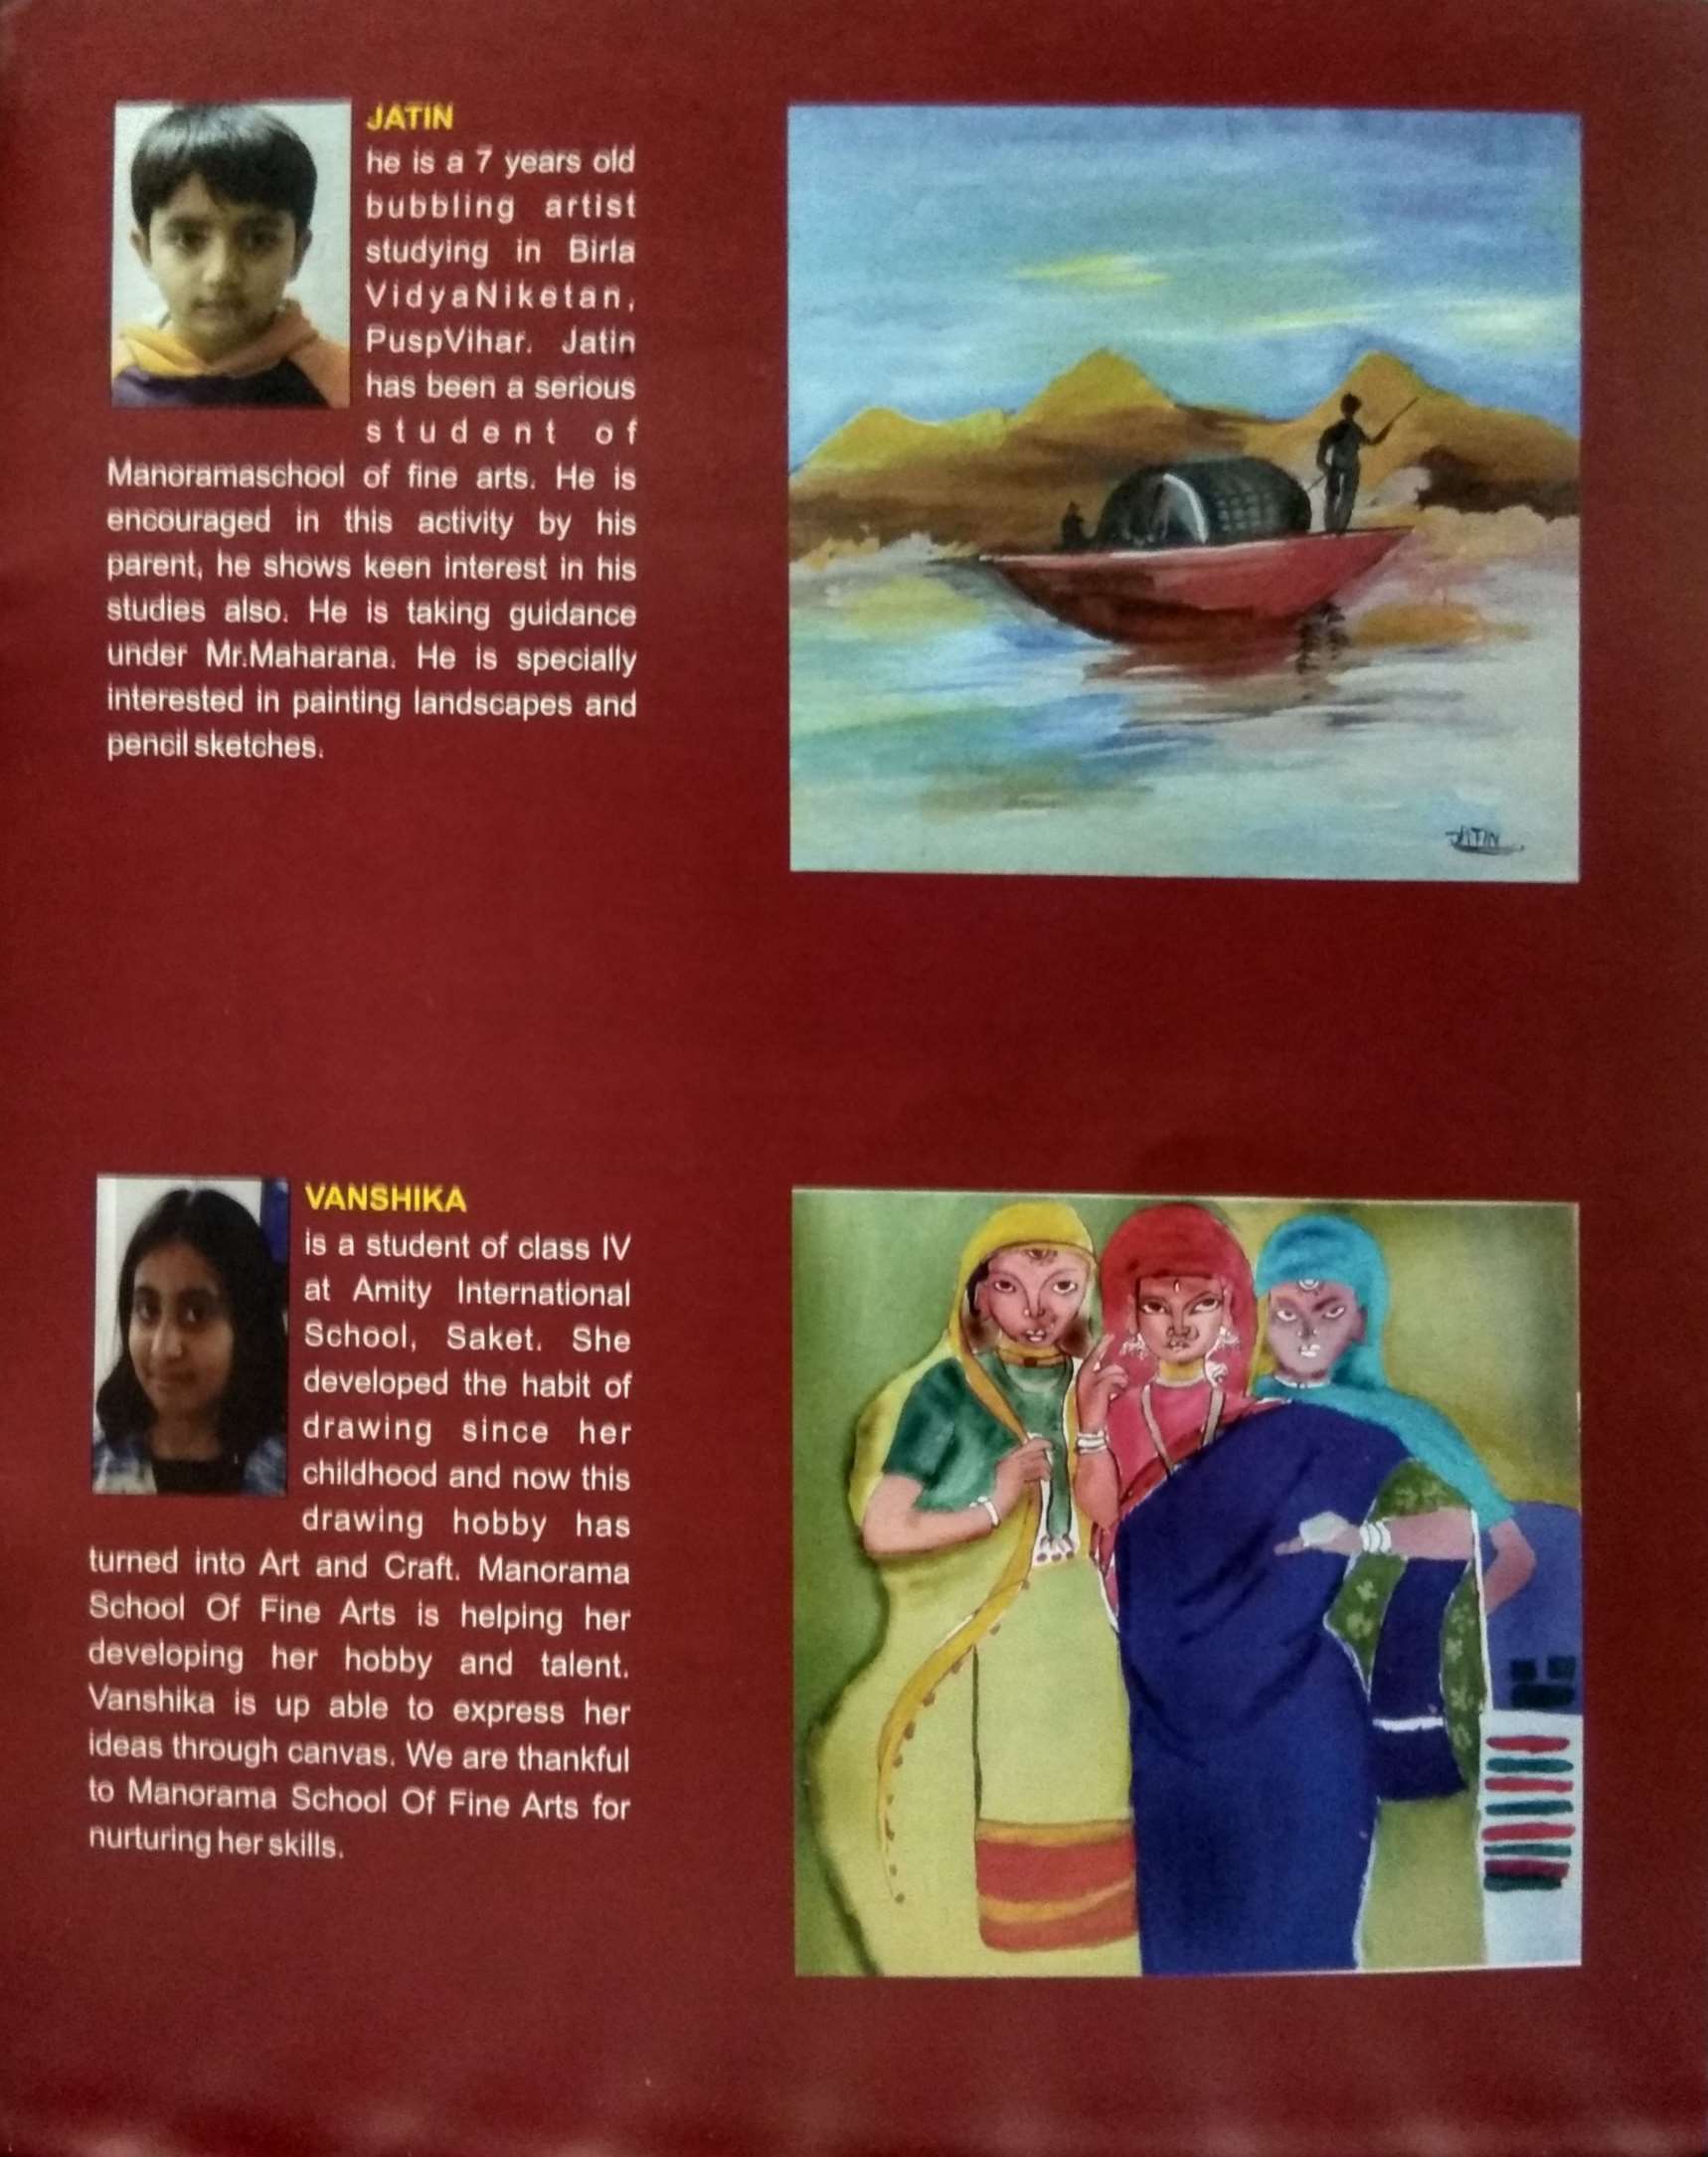 JATIN
he is a 7 years old
bubbling artist
studying in Birla
VidyaNiketan,
PuspVihar. Jatin
has been a serious
student of
Manoramaschool of fine arts. He is
encouraged in this activity by his
parent, he shows keen interest in his
studies also. He is taking guidance
under Mr.Maharana. He is specially
interested in painting landscapes and
pencil sketches.
JATIN
VANSHIKA
is a student of class IV
at Amity International
School, Saket. She
developed the habit of
drawing since her
childhood and now this
drawing hobby has
turned into Art and Craft. Manorama
School Of Fine Arts is helping her
developing her hobby and talent.
Vanshika is up able to express her
ideas through canvas. We are thankful
to Manorama School Of Fine Arts for
nurturing her skills.